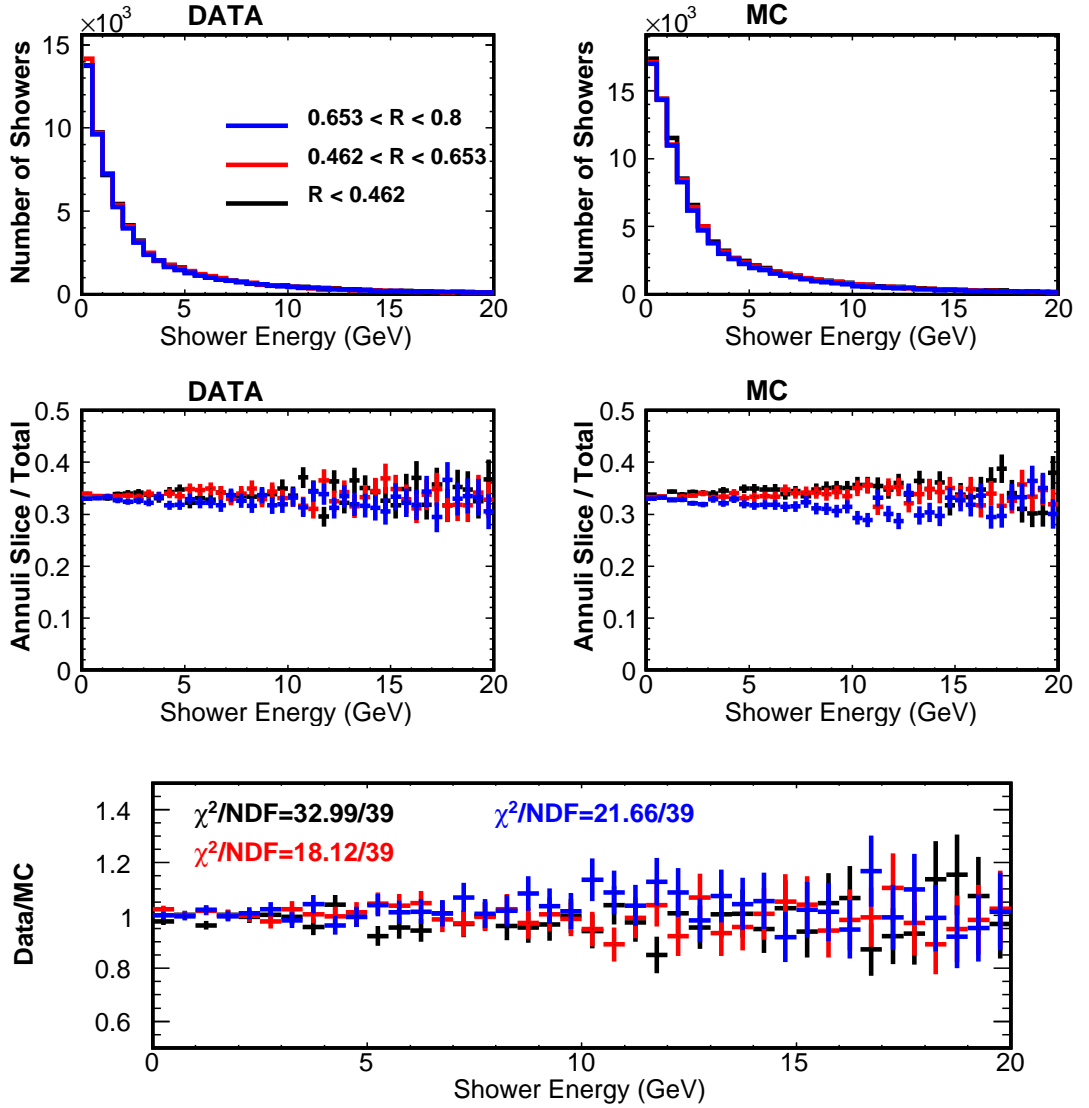 DATA
×10³
15
10
5
0
Number of Showers
0.653 < R < 0.8
0.462 < R < 0.653
R < 0.462
0 5 10 15 20
Shower Energy (GeV)
MC
×10³
15
10
5
0
Number of Showers
0 5 10 15 20
Shower Energy (GeV)
DATA
0.5
0.4
0.3
0.2
0.1
0
Annuli Slice / Total
0 5 10 15 20
Shower Energy (GeV)
MC
0.5
0.4
0.3
0.2
0.1
0
Annuli Slice / Total
0 5 10 15 20
Shower Energy (GeV)
1.4
1.2
1
0.8
0.6
Data/MC
χ²/NDF=32.99/39
χ²/NDF=21.66/39
χ²/NDF=18.12/39
0 5 10 15 20
Shower Energy (GeV)